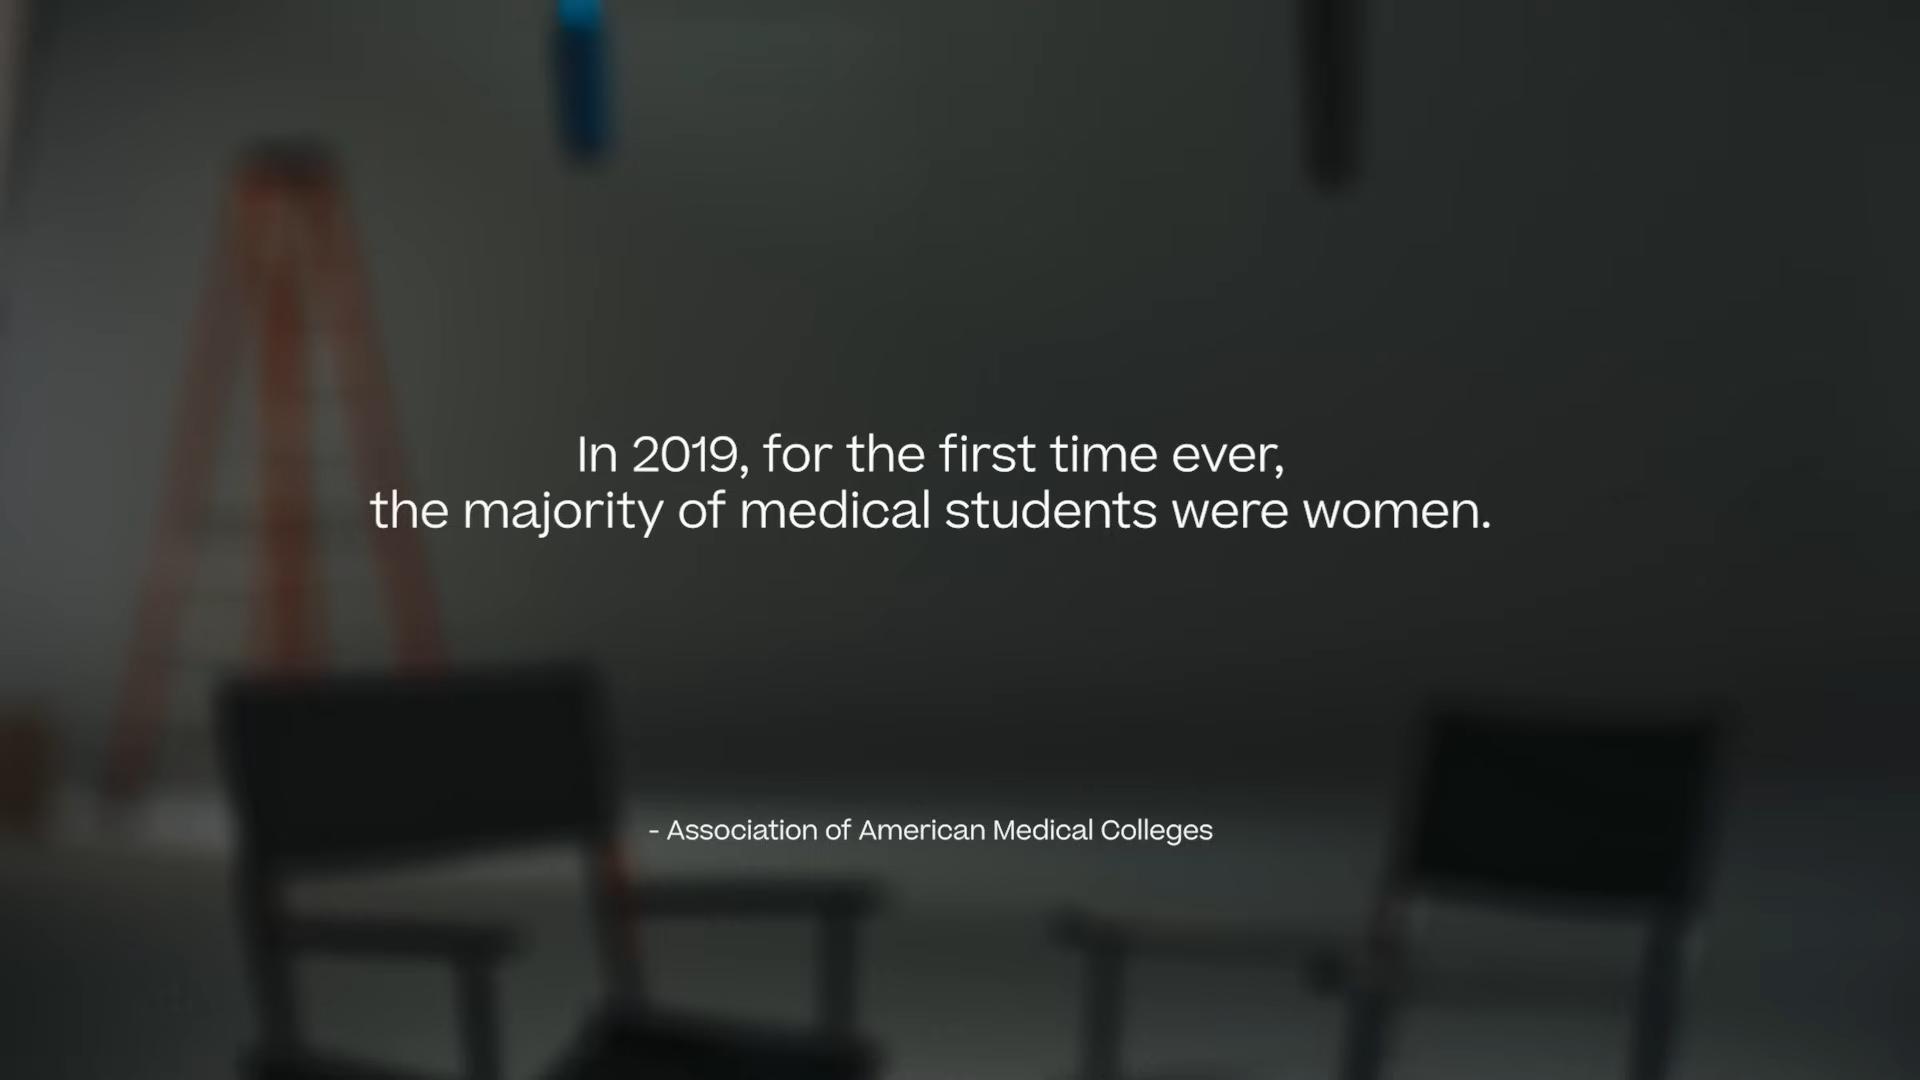 In 2019, for the first time ever,
the majority of medical students were women.
- Association of American Medical Colleges